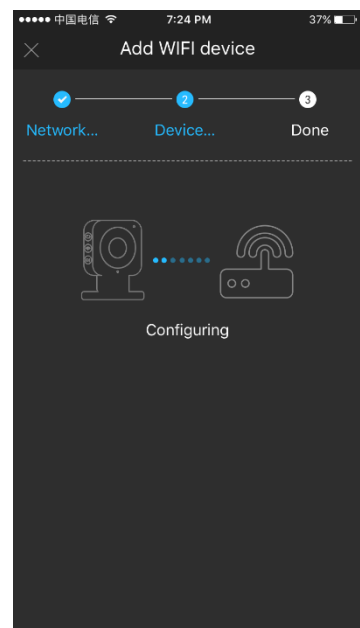 中国电信 7:24 PM 37%
Add WIFI device
2 3
Network... Device... Done
Configuring